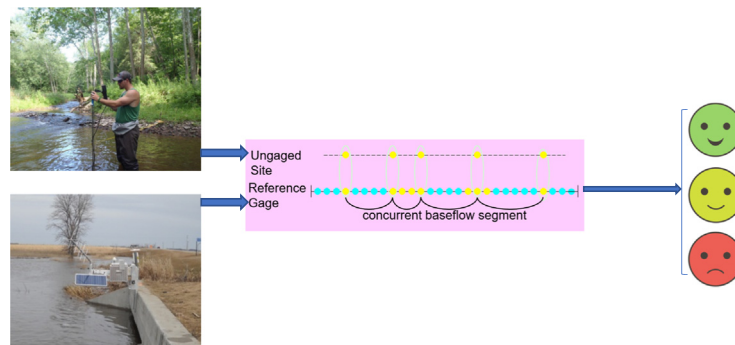 Ungaged
Site
Reference
Gage
concurrent baseflow segment